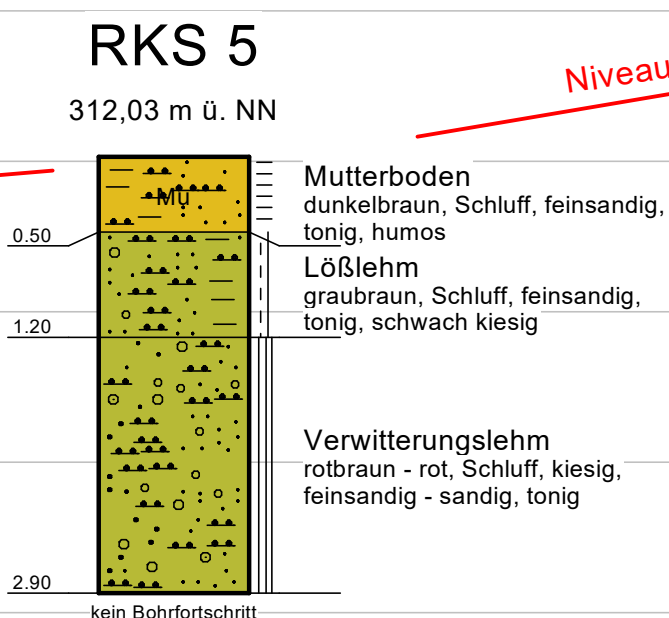 RKS 5
Niveau
312,03 m ü. NN
Mu
Mutterboden
dunkelbraun, Schluff, feinsandig,
tonig, humos
0.50
Lößlehm
graubraun, Schluff, feinsandig,
tonig, schwach kiesig
1.20
Verwitterungslehm
rotbraun - rot, Schluff, kiesig,
feinsandig - sandig, tonig
2.90
kein Bohrfortschritt